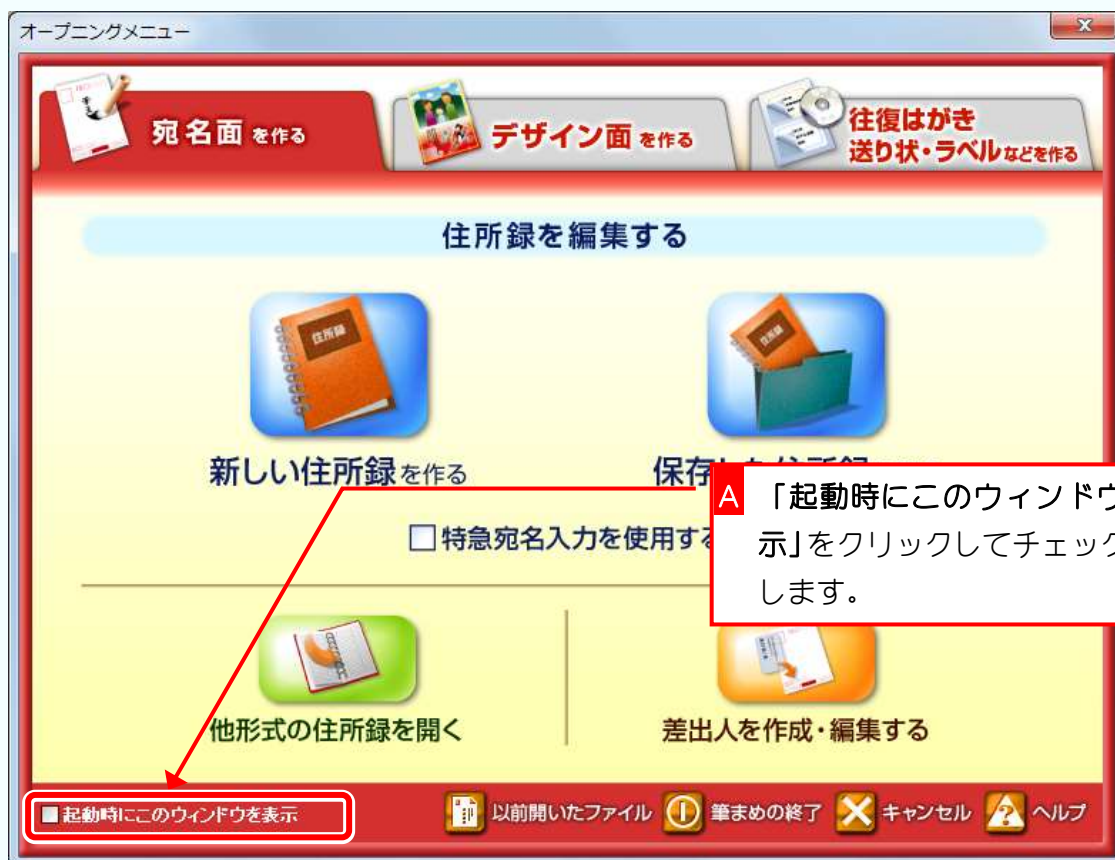 オープニングメニュー
宛名面を作る
デザイン面を作る
往復はがき
送り状・ラベルなどを作る
住所録を編集する
住所録
住所録
新しい住所録を作る
保存
特急宛名入力を使用す
A 「起動時にこのウィンドウ
示」をクリックしてチェック
します。
他形式の住所録を開く
差出人を作成・編集する
起動時にこのウィンドウを表示
以前開いたファイル
筆まめの終了
キャンセル
ヘルプ